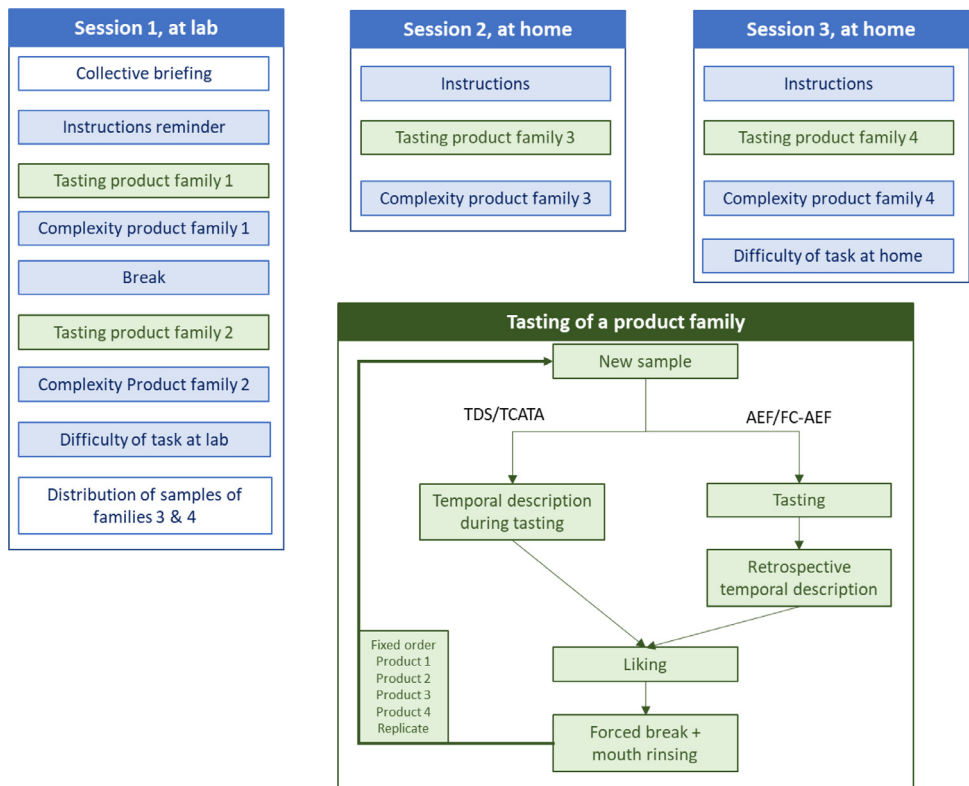 Session 1, at lab
Collective briefing
Instructions reminder
Tasting product family 1
Complexity product family 1
Break
Tasting product family 2
Complexity Product family 2
Difficulty of task at lab
Distribution of samples of
families 3 & 4
Session 2, at home
Instructions
Tasting product family 3
Complexity product family 3
Session 3, at home
Instructions
Tasting product family 4
Complexity product family 4
Difficulty of task at home
Tasting of a product family
New sample
TDS/TCATA
AEF/FC-AEF
Temporal description
during tasting
Tasting
Retrospective
temporal description
Liking
Forced break +
mouth rinsing
Fixed order
Product 1
Product 2
Product 3
Product 4
Replicate